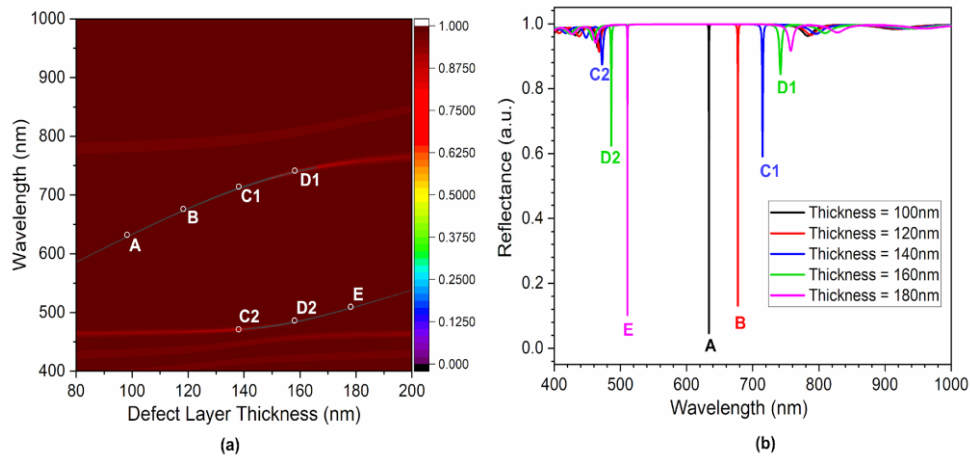 1000
900
800
700
600
500
400
Wavelength (nm)
80 100 120 140 160 180 200
Defect Layer Thickness (nm)
A
B
C1
D1
C2
D2
E
1.000
0.8750
0.7500
0.6250
0.5000
0.3750
0.2500
0.1250
0.000
(a)
1.0
0.8
0.6
0.4
0.2
0.0
Reflectance (a.u.)
400 500 600 700 800 900 1000
Wavelength (nm)
C2
D2
E
A
B
C1
D1
Thickness = 100nm
Thickness = 120nm
Thickness = 140nm
Thickness = 160nm
Thickness = 180nm
(b)